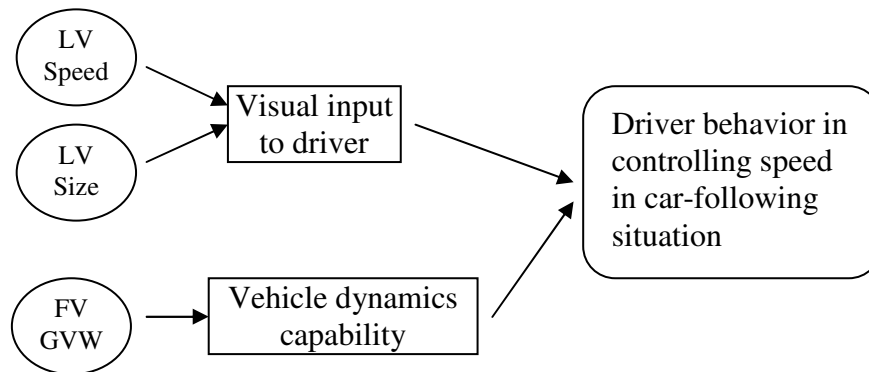 LV
Speed
Visual input
to driver
LV
Size
Driver behavior in
controlling speed
in car-following
situation
FV
GVW
Vehicle dynamics
capability